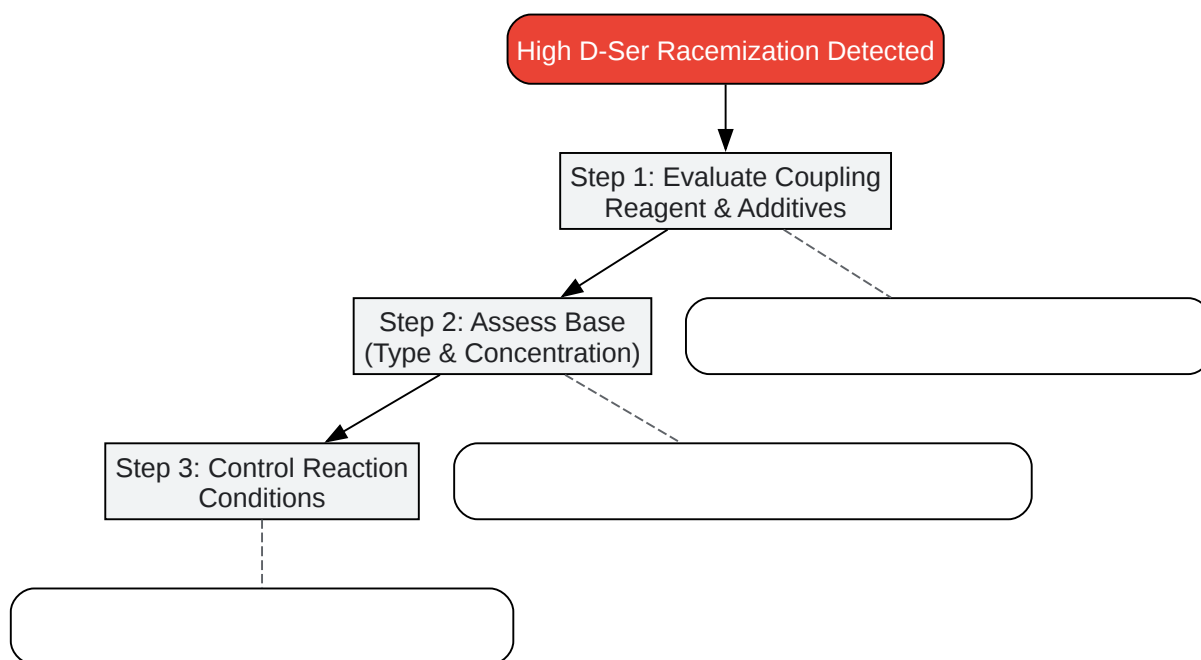 High D-Ser Racemization Detected
Step 1: Evaluate Coupling
Reagent & Additives
Step 2: Assess Base
(Type & Concentration)
Step 3: Control Reaction
Conditions